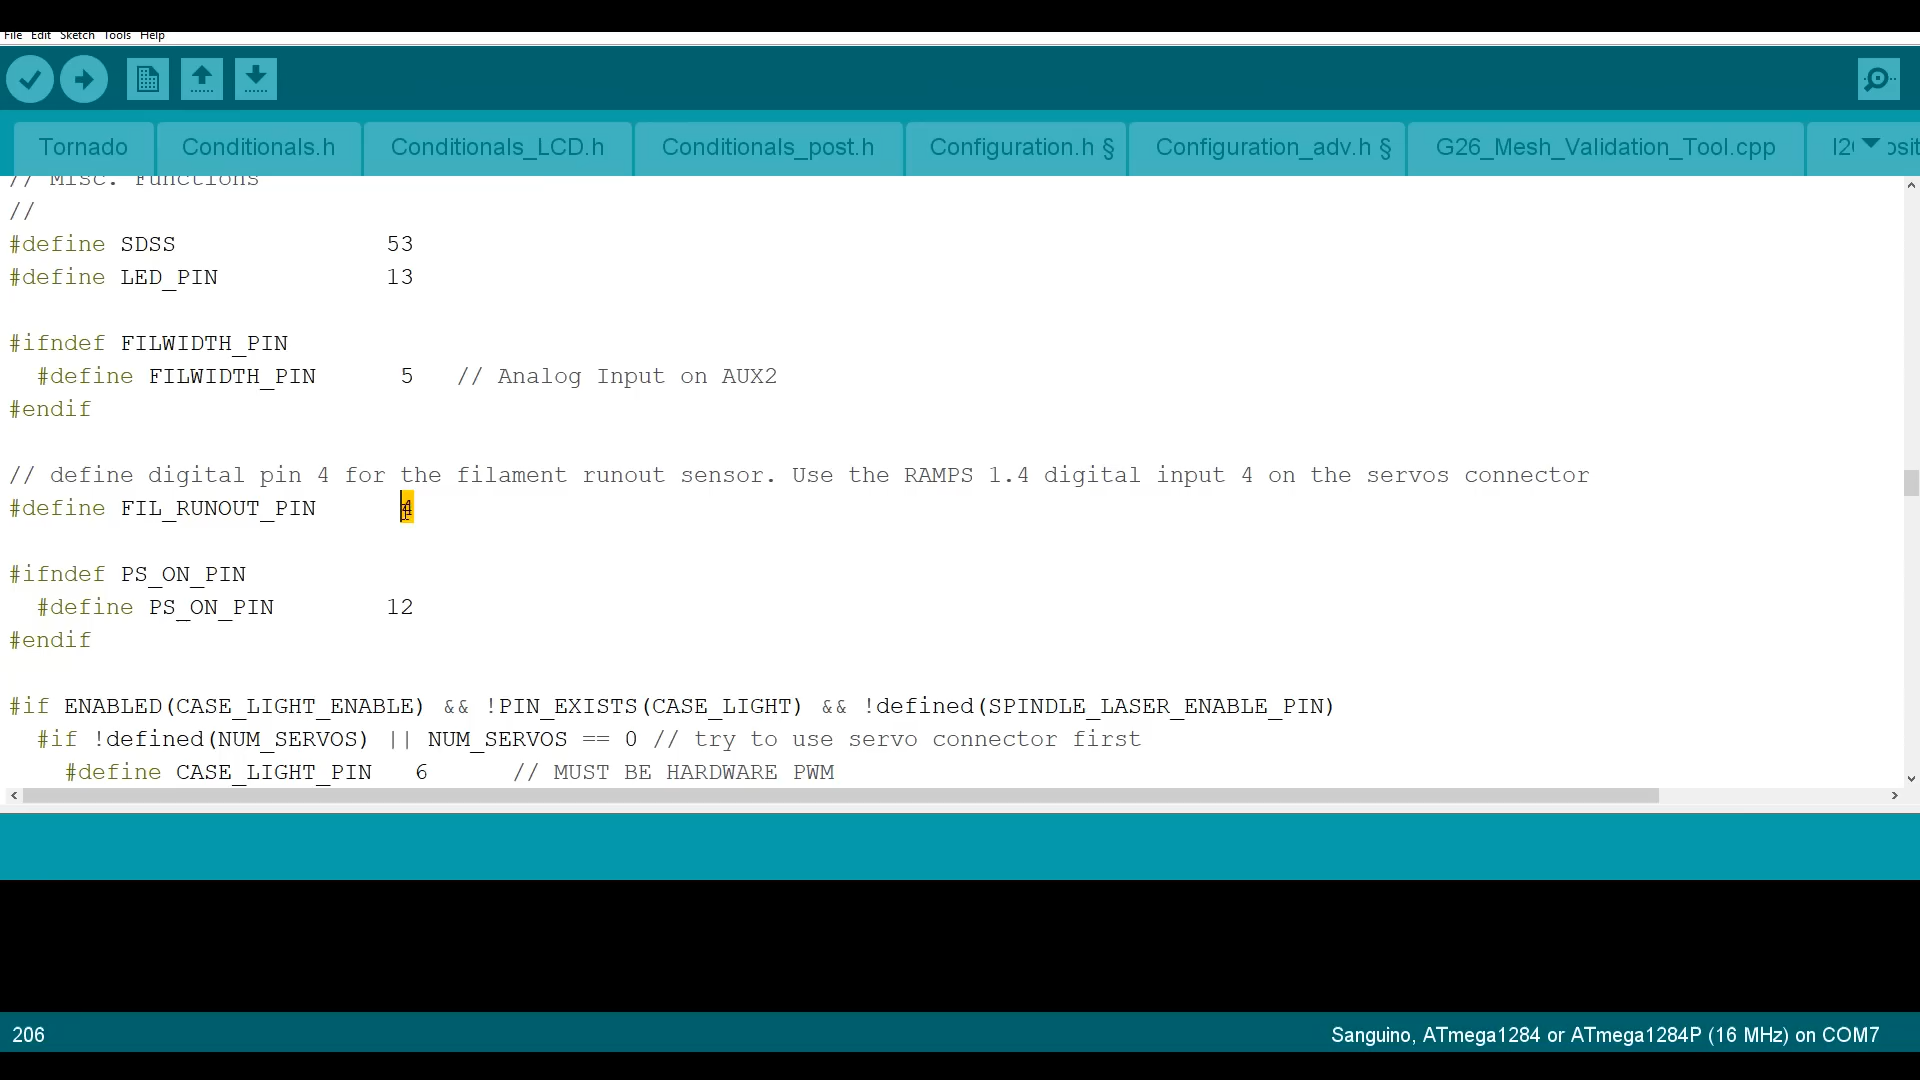 File Edit Sketch Tools Help
Tornado Conditionals.h Conditionals_LCD.h Conditionals_post.h Configuration.h § Configuration_adv.h § G26_Mesh_Validation_Tool.cpp
// Misc. Functions
//
#define SDSS 53
#define LED_PIN 13
#ifndef FILWIDTH_PIN
#define FILWIDTH_PIN 5 // Analog Input on AUX2
#endif
// define digital pin 4 for the filament runout sensor. Use the RAMPS 1.4 digital input 4 on the servos connector
#define FIL_RUNOUT_PIN 4
#ifndef PS_ON_PIN
#define PS_ON_PIN 12
#endif
#if ENABLED(CASE_LIGHT_ENABLE) && !PIN_EXISTS(CASE_LIGHT) && !defined(SPINDLE_LASER_ENABLE_PIN)
#if !defined(NUM_SERVOS) || NUM_SERVOS == 0 // try to use servo connector first
#define CASE_LIGHT_PIN 6 // MUST BE HARDWARE PWM
206 Sanguino, ATmega1284 or ATmega1284P (16 MHz) on COM7